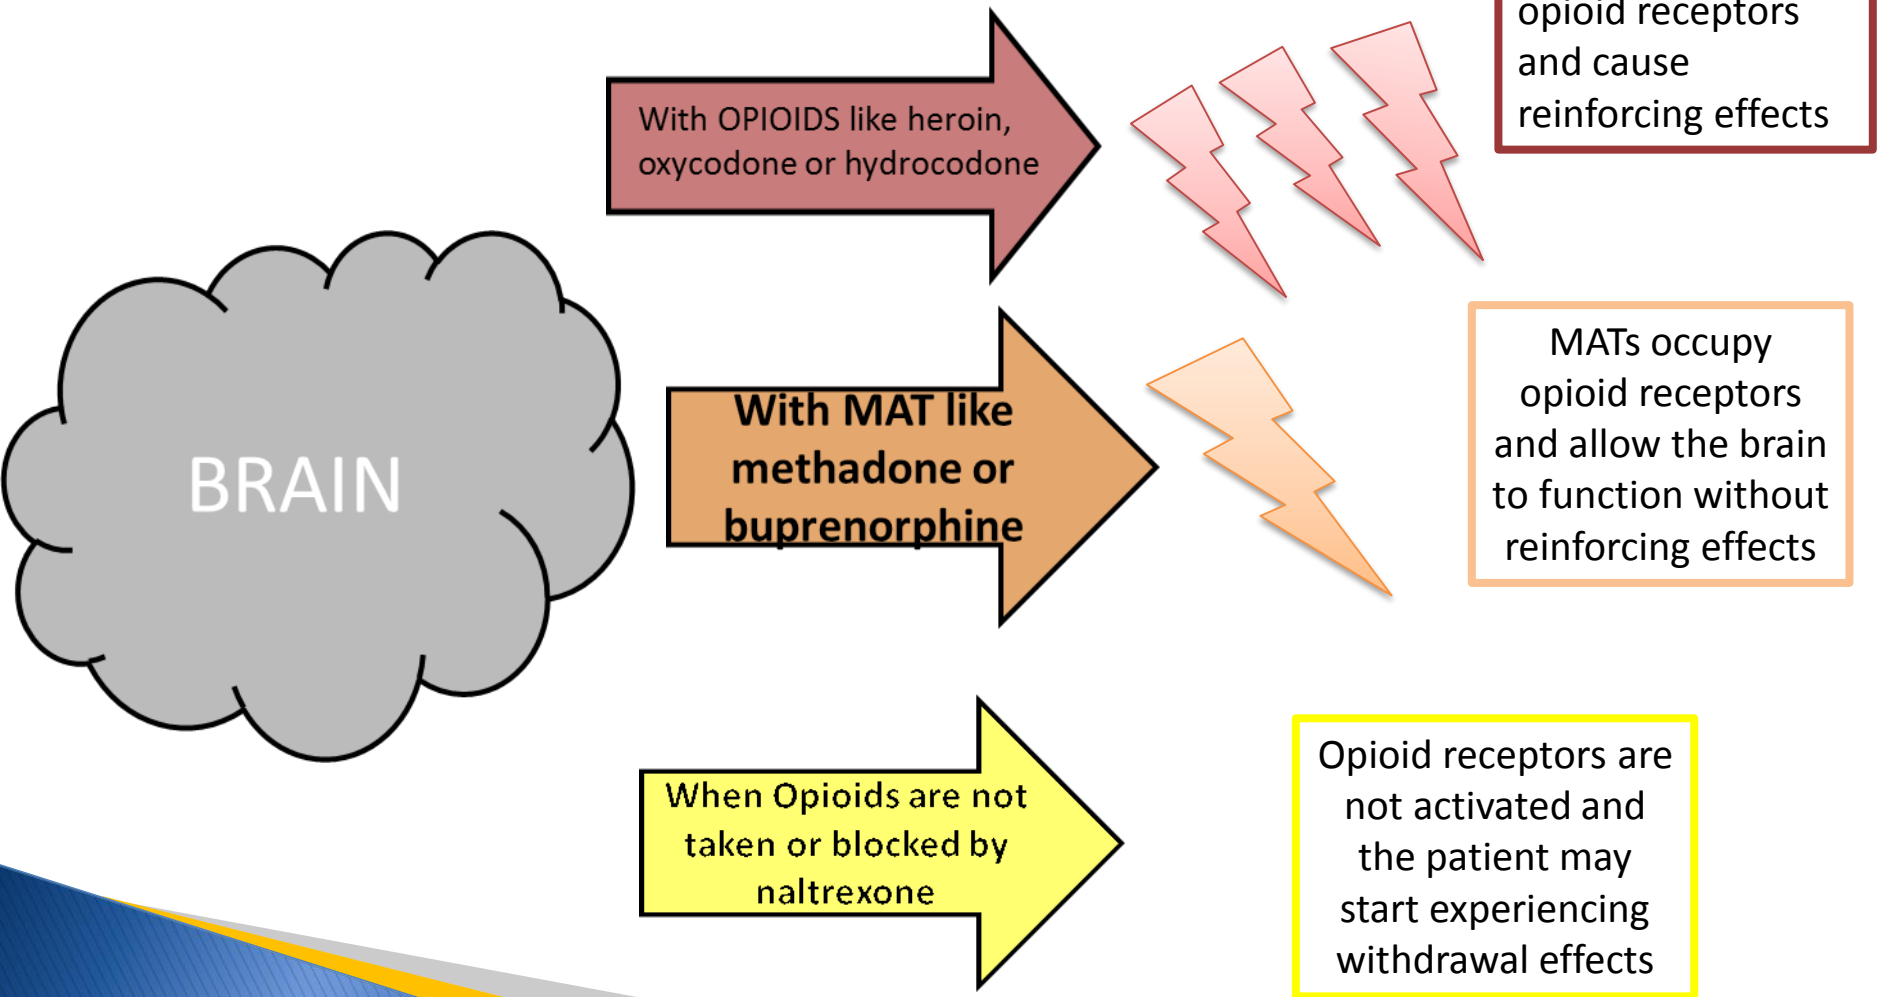 opioid receptors
and cause
reinforcing effects
With OPIOIDS like heroin,
oxycodone or hydrocodone
BRAIN
With MAT like
methadone or
buprenorphine
MATs occupy
opioid receptors
and allow the brain
to function without
reinforcing effects
When Opioids are not
taken or blocked by
naltrexone
Opioid receptors are
not activated and
the patient may
start experiencing
withdrawal effects